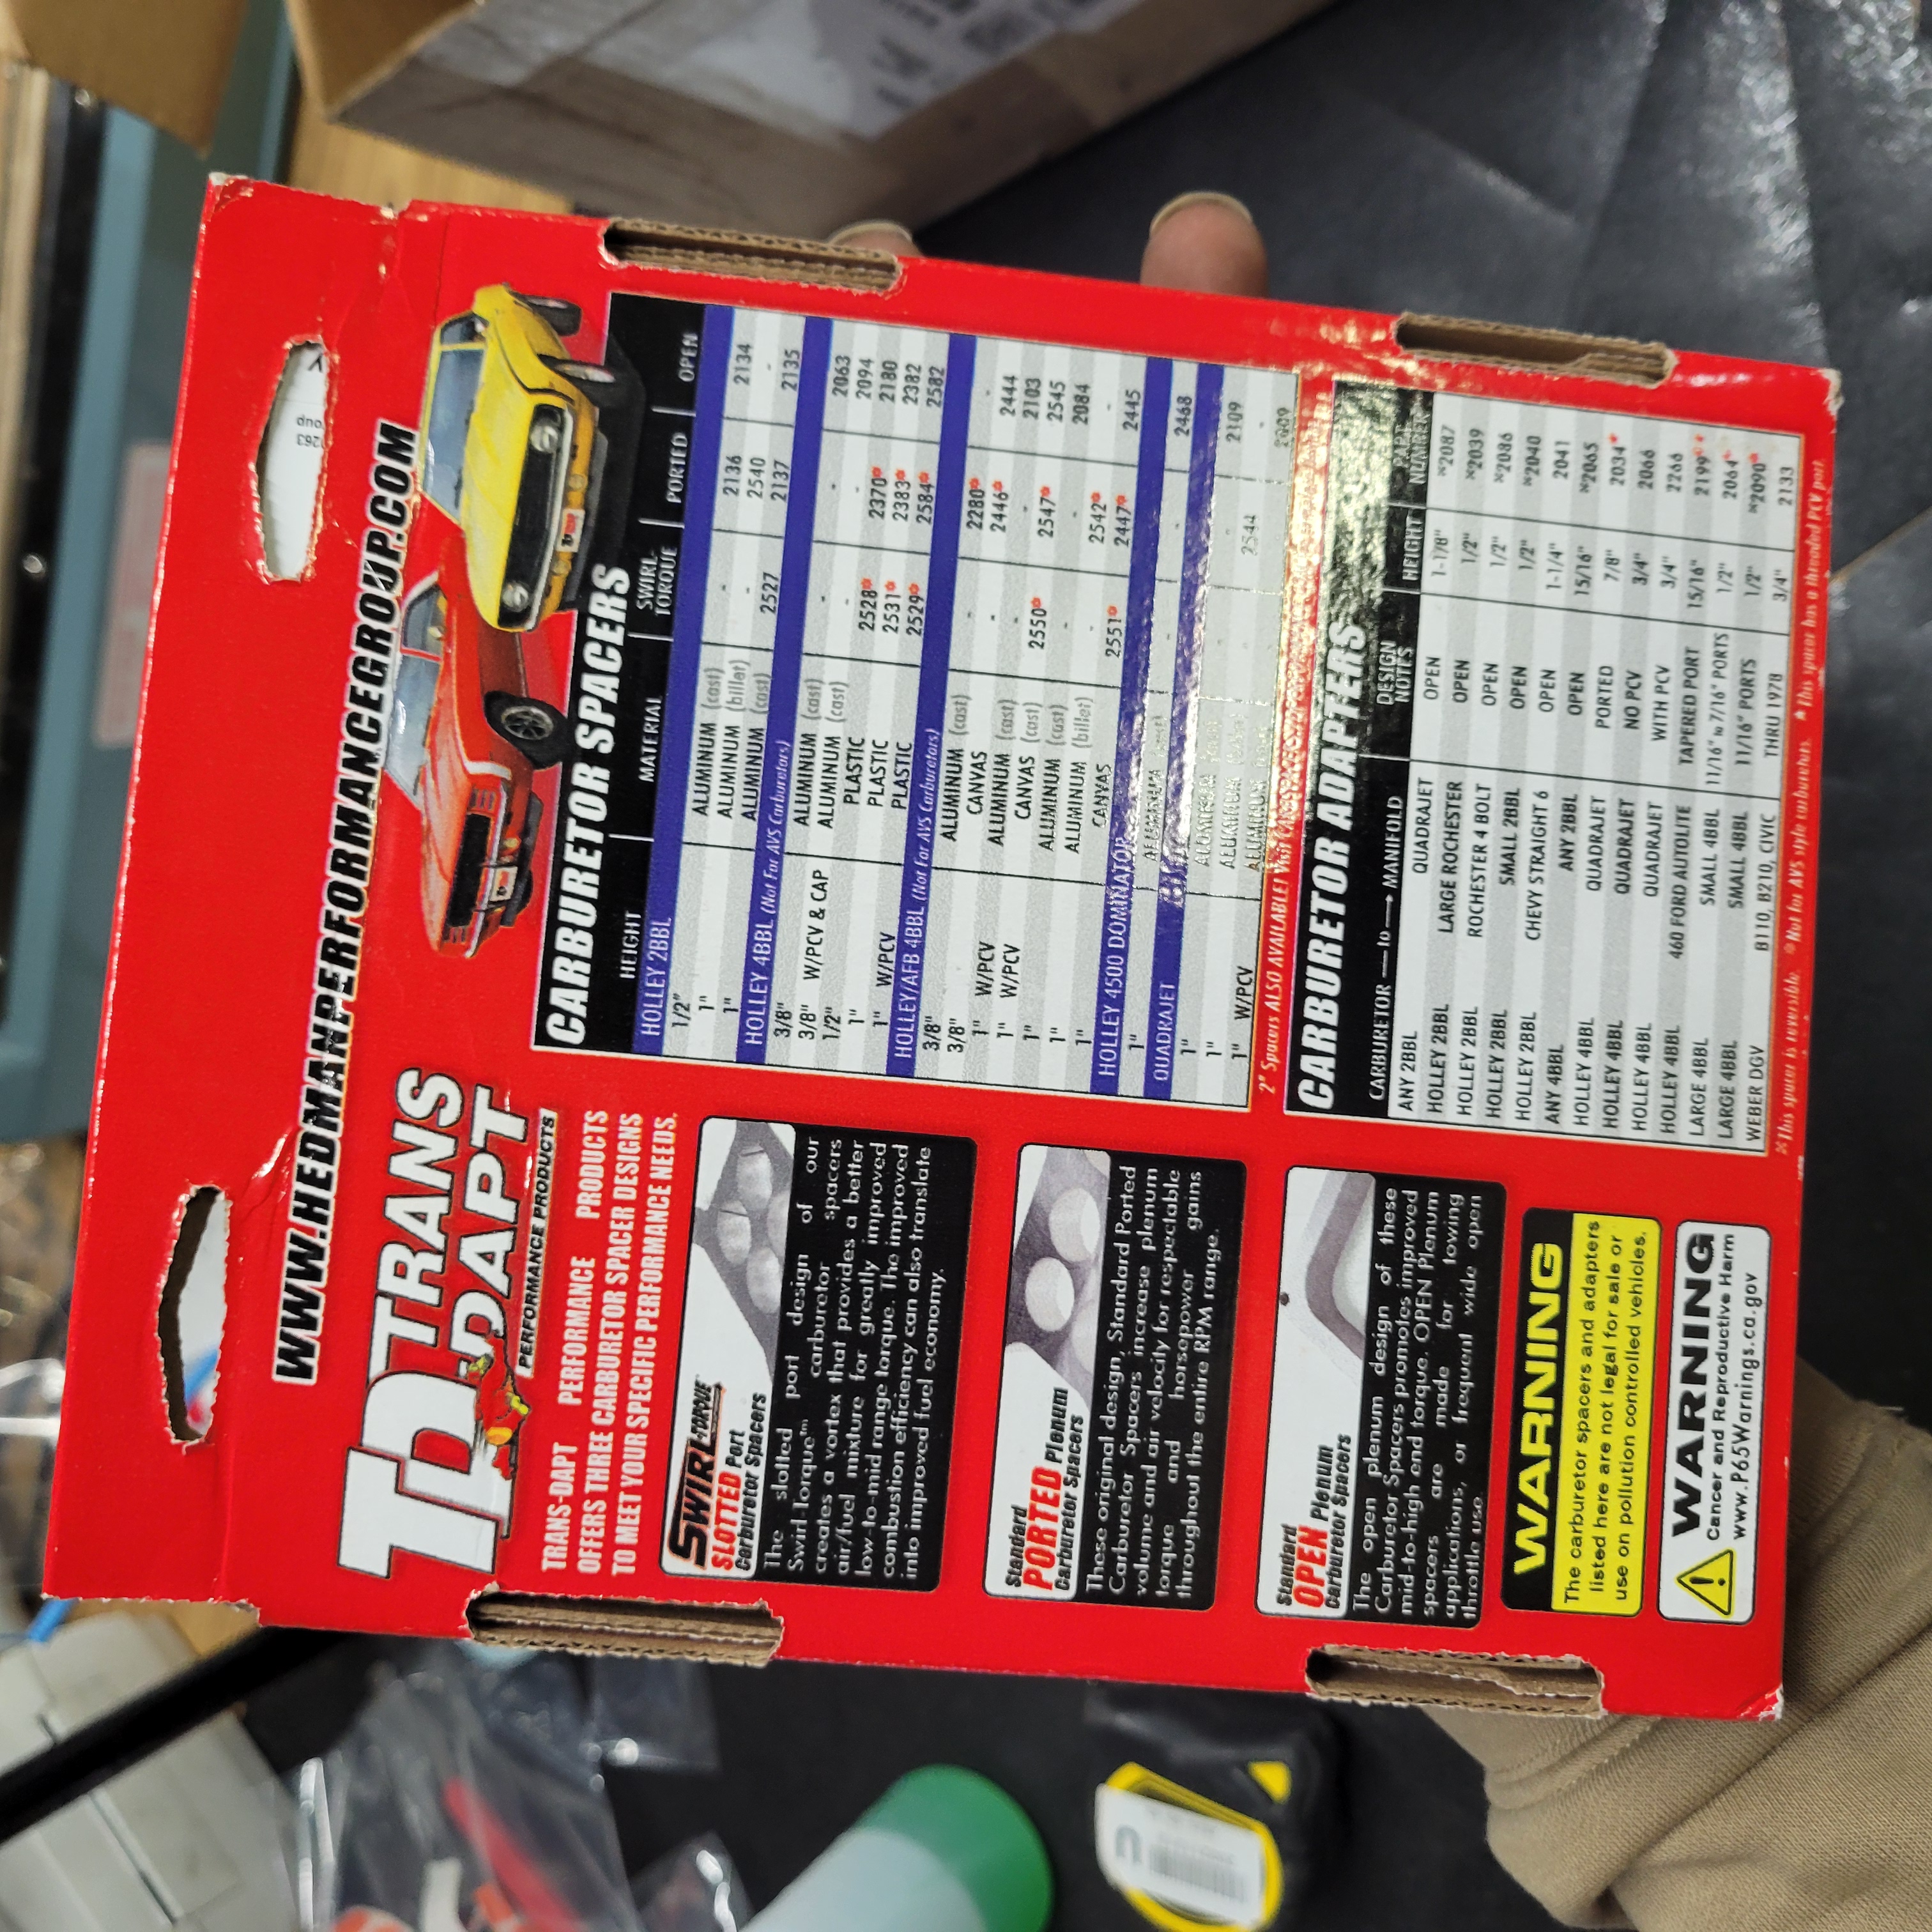 WWW.HEDMANPERFORMANCEGROUP.COM
TD TRANS DAPT
PERFORMANCE PRODUCTS
TRANS-DAPT PERFORMANCE PRODUCTS
OFFERS THREE CARBURETOR SPACER DESIGNS
TO MEET YOUR SPECIFIC PERFORMANCE NEEDS.
SWIRL-TORQUE™
SLOTTED Port
Carburetor Spacers
The slotted port design of our
Swirl-torque™ carburetor spacers
creates a vortex that provides a better
air/fuel mixture for greatly improved
low-to-mid range torque. The improved
combustion efficiency can also translate
into improved fuel economy.
Standard
PORTED Plenum
Carburetor Spacers
These original design, Standard Ported
Carburetor Spacers increase plenum
volume and air velocity for respectable
torque and horsepower gains
throughout the entire RPM range.
Standard
OPEN Plenum
Carburetor Spacers
The open plenum design of these
Carburetor Spacers promotes improved
mid-to-high end torque. OPEN Plenum
spacers are made for towing
applications, or frequent wide open
throttle use.
WARNING
The carburetor spacers and adapters
listed here are not legal for sale or
use on pollution controlled vehicles.
WARNING
Cancer and Reproductive Harm
www.P65Warnings.ca.gov
CARBURETOR SPACERS
HEIGHT MATERIAL SWIRL-TORQUE PORTED OPEN
HOLLEY 2BBL
1/2" ALUMINUM (cast) - 2136 2134
1" ALUMINUM (billet) - 2540 -
1" ALUMINUM (cast) 2527 2137 2135
HOLLEY 4BBL (Not For AVS Carburetors)
3/8" ALUMINUM (cast) - - 2063
3/8" W/PCV & CAP ALUMINUM (cast) - - 2094
1/2" PLASTIC 2528* 2370* 2180
1" PLASTIC 2531* 2383* 2382
1" W/PCV PLASTIC 2529* 2584* 2582
HOLLEY/AFB 4BBL (Not For AVS Carburetors)
3/8" ALUMINUM (cast) - 2280* -
3/8" CANVAS - 2446* 2444
1" W/PCV ALUMINUM (cast) - - 2103
1" W/PCV CANVAS (cast) 2550* 2547* 2545
1" ALUMINUM (cast) - - 2084
1" ALUMINUM (billet) - 2542* -
1" CANVAS 2551* 2447* 2445
HOLLEY 4500 DOMINATOR
1" - - 2468
QUADRAJET
1" ALUMINUM - - 2109
1" ALUMINUM - 2544 -
1" W/PCV ALUMINUM
2" Spacers ALSO AVAILABLE! Visit
CARBURETOR ADAPTERS
CARBURETOR — to → MANIFOLD DESIGN NOTES HEIGHT PART NUMBER
ANY 2BBL QUADRAJET OPEN 1-1/8" ※2087
HOLLEY 2BBL LARGE ROCHESTER OPEN 1/2" ※2039
HOLLEY 2BBL ROCHESTER 4 BOLT OPEN 1/2" ※2086
HOLLEY 2BBL SMALL 2BBL OPEN 1/2" ※2040
HOLLEY 2BBL CHEVY STRAIGHT 6 OPEN 1-1/4" 2041
ANY 4BBL ANY 2BBL OPEN 15/16" ※2065
HOLLEY 4BBL QUADRAJET PORTED 7/8" 2034*
HOLLEY 4BBL QUADRAJET NO PCV 3/4" 2066
HOLLEY 4BBL QUADRAJET WITH PCV 3/4" 2266
HOLLEY 4BBL 460 FORD AUTOLITE TAPERED PORT 15/16" 2199**
LARGE 4BBL SMALL 4BBL 11/16" to 7/16" PORTS 1/2" 2064*
LARGE 4BBL SMALL 4BBL 11/16" PORTS 1/2" ※2090*
WEBER DGV B110, B210, CIVIC THRU 1978 3/4" 2133
※This spacer is reversible *Not for AVS style carburetors. *This spacer has a threaded PCV port.